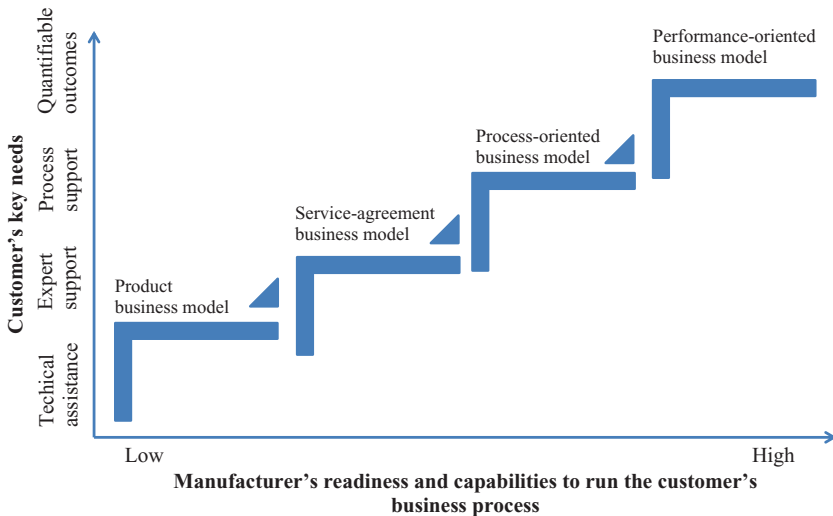 Performance-oriented
business model
Process-oriented
business model
Service-agreement
business model
Product
business model
Customer's key needs
Quantifiable
outcomes
Process
support
Expert
support
Techical
assistance
Low
High
Manufacturer's readiness and capabilities to run the customer's
business process